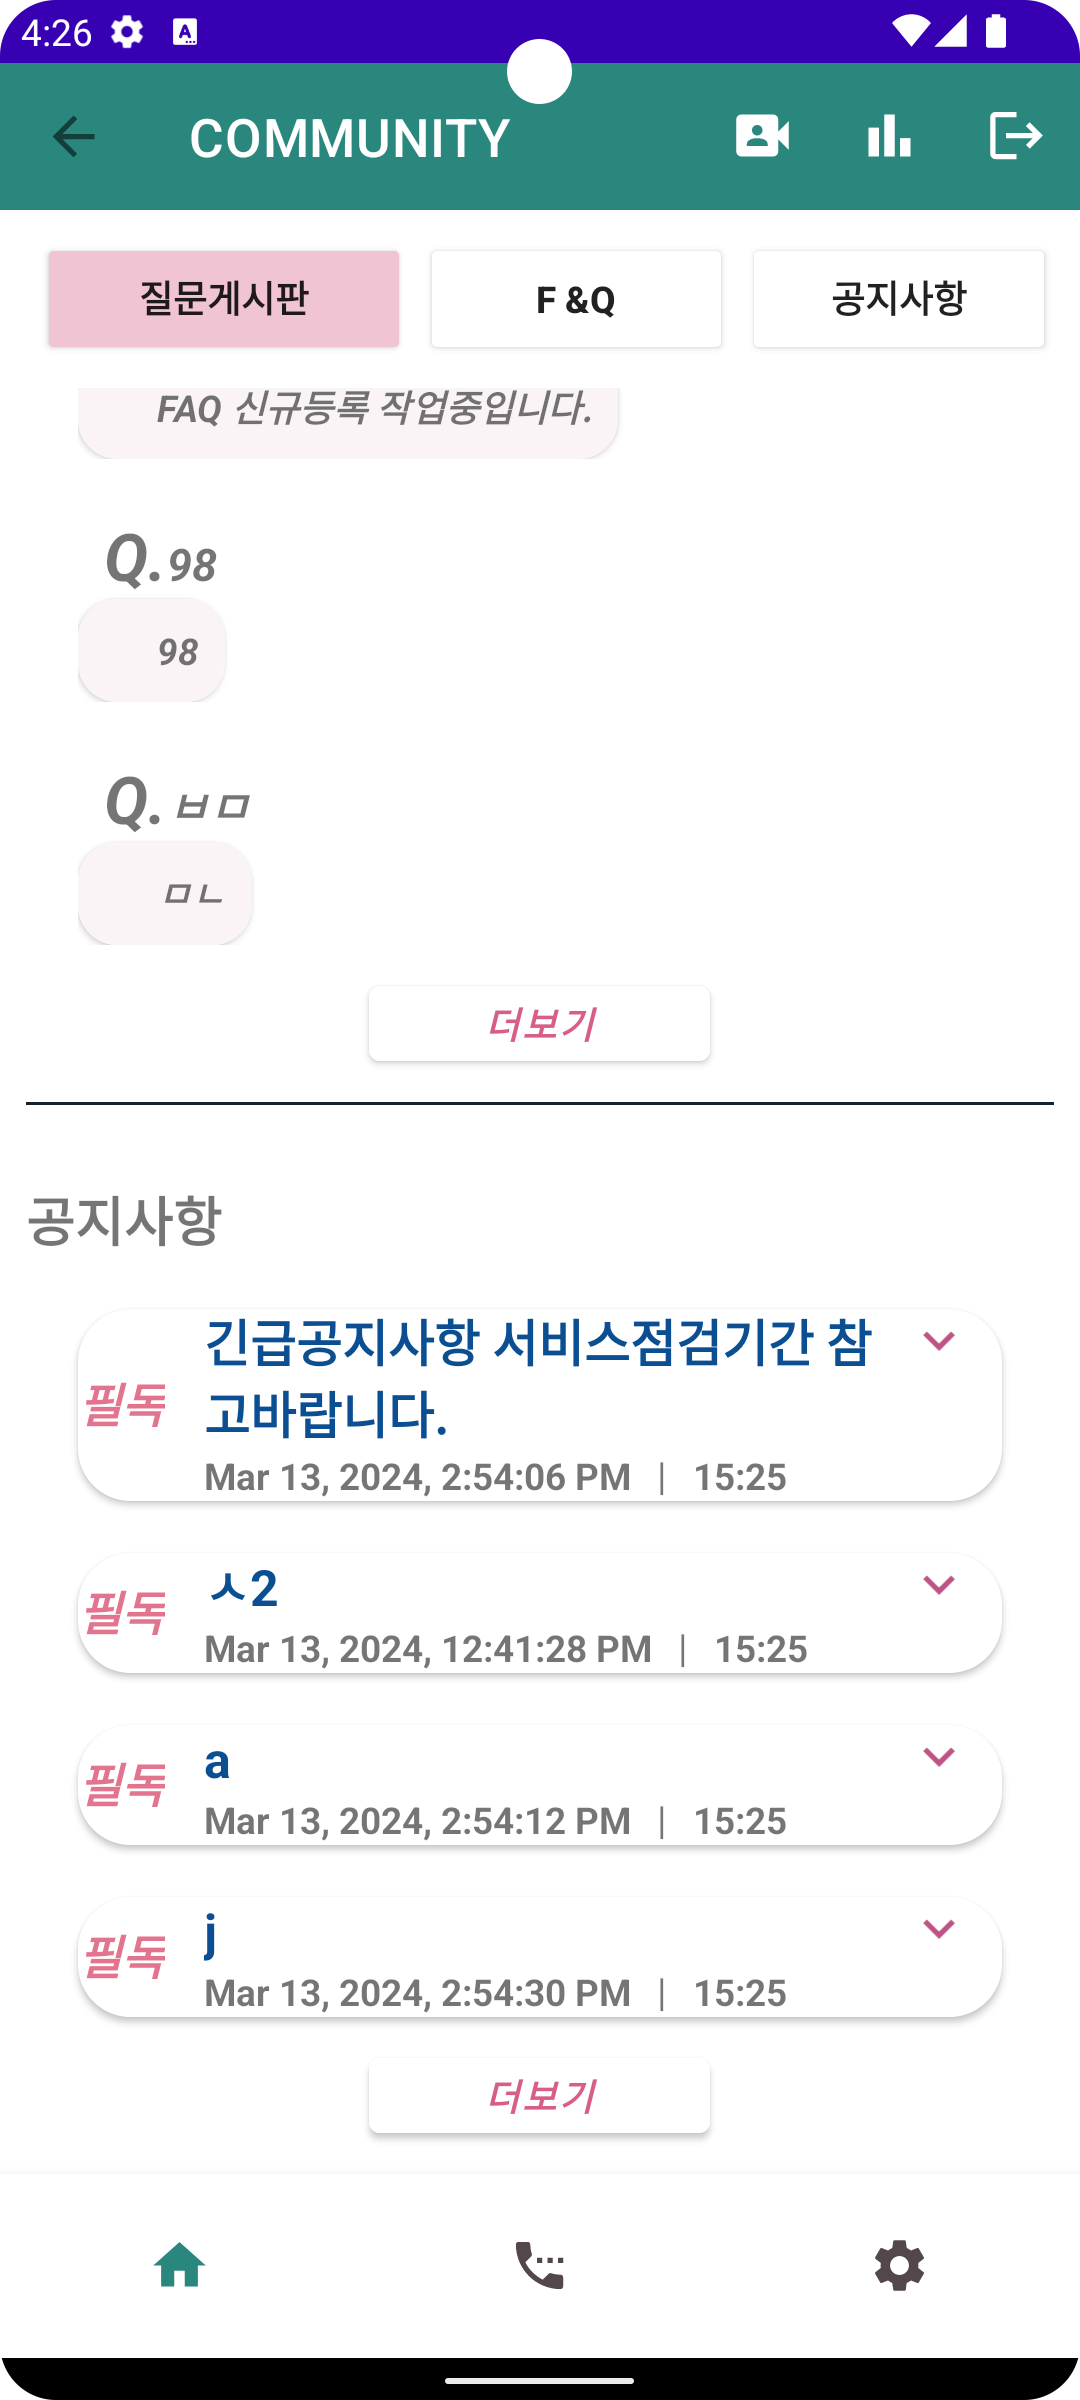 4:26
COMMUNITY
질문게시판
F &Q
공지사항
FAQ 신규등록 작업중입니다.
Q.98
98
Q.ㅂㅁ
ㅁㄴ
더보기
공지사항
필독
긴급공지사항 서비스점검기간 참
고바랍니다.
Mar 13, 2024, 2:54:06 PM | 15:25
필독
ㅅ2
Mar 13, 2024, 12:41:28 PM | 15:25
필독
a
Mar 13, 2024, 2:54:12 PM | 15:25
필독
j
Mar 13, 2024, 2:54:30 PM | 15:25
더보기